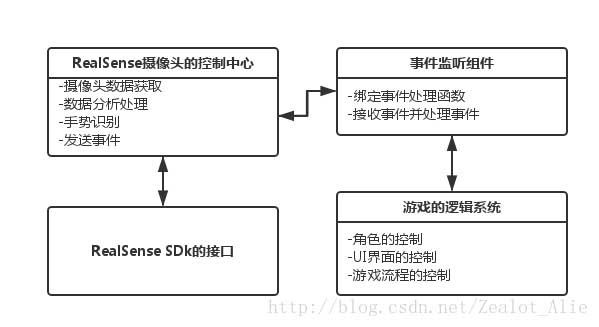 RealSense摄像头的控制中心
-摄像头数据获取
-数据分析处理
-手势识别
-发送事件
事件监听组件
-绑定事件处理函数
-接收事件并处理事件
RealSense SDk的接口
游戏的逻辑系统
-角色的控制
-UI界面的控制
-游戏流程的控制
http://blog.csdn.net/Zealot_Alie